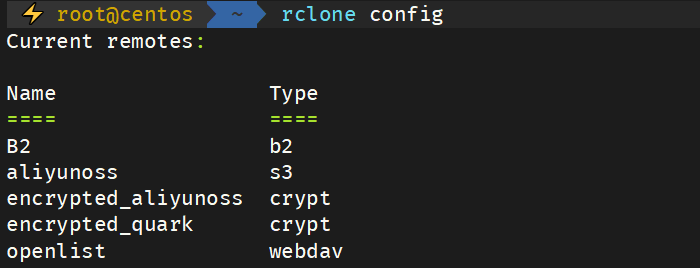 ⚡ root@centos ~ rclone config
Current remotes:

Name                 Type
====                 ====
B2                   b2
aliyunoss            s3
encrypted_aliyunoss  crypt
encrypted_quark      crypt
openlist             webdav